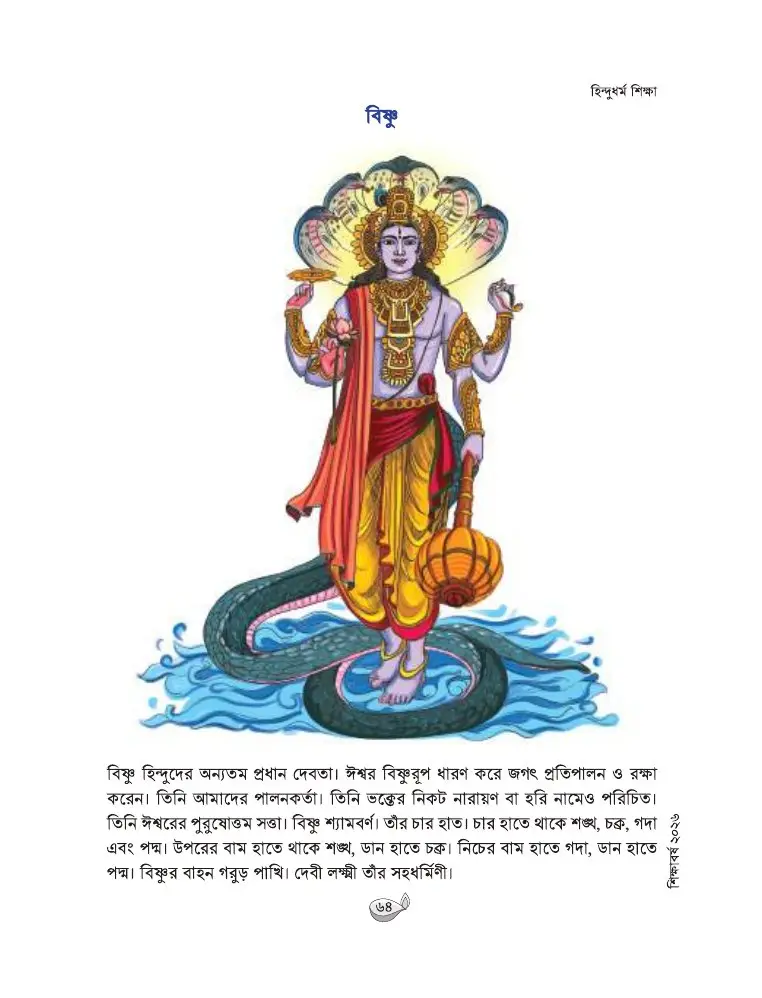 হিন্দুধর্ম শিক্ষা
বিষ্ণু
বিষ্ণু হিন্দুদের অন্যতম প্রধান দেবতা। ঈশ্বর বিষ্ণুরূপ ধারণ করে জগৎ প্রতিপালন ও রক্ষা
করেন। তিনি আমাদের পালনকর্তা। তিনি ভক্তের নিকট নারায়ণ বা হরি নামেও পরিচিত।
তিনি ঈশ্বরের পুরুষোত্তম সত্তা। বিষ্ণু শ্যামবর্ণ। তাঁর চার হাত। চার হাতে থাকে শঙ্খ, চক্র, গদা
এবং পদ্ম। উপরের বাম হাতে থাকে শঙ্খ, ডান হাতে চক্র। নিচের বাম হাতে গদা, ডান হাতে
পদ্ম। বিষ্ণুর বাহন গরুড় পাখি। দেবী লক্ষ্মী তাঁর সহধর্মিণী।
শিক্ষাবর্ষ ২০২৬
৬৪